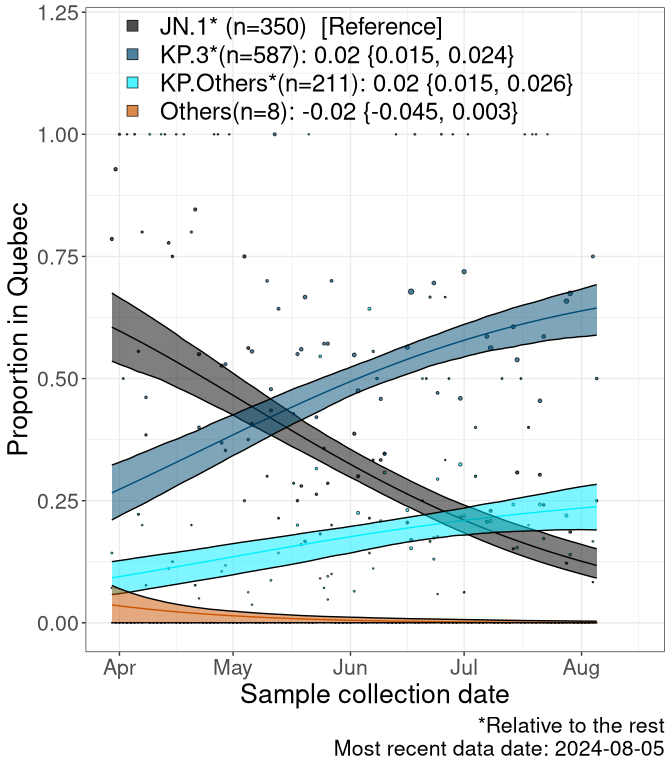 1.25
JN.1* (n=350)  [Reference]
KP.3*(n=587): 0.02 {0.015, 0.024}
KP.Others*(n=211): 0.02 {0.015, 0.026}
Others(n=8): -0.02 {-0.045, 0.003}
1.00
0.75
0.50
0.25
0.00
Proportion in Quebec
Apr May Jun Jul Aug
Sample collection date
*Relative to the rest
Most recent data date: 2024-08-05